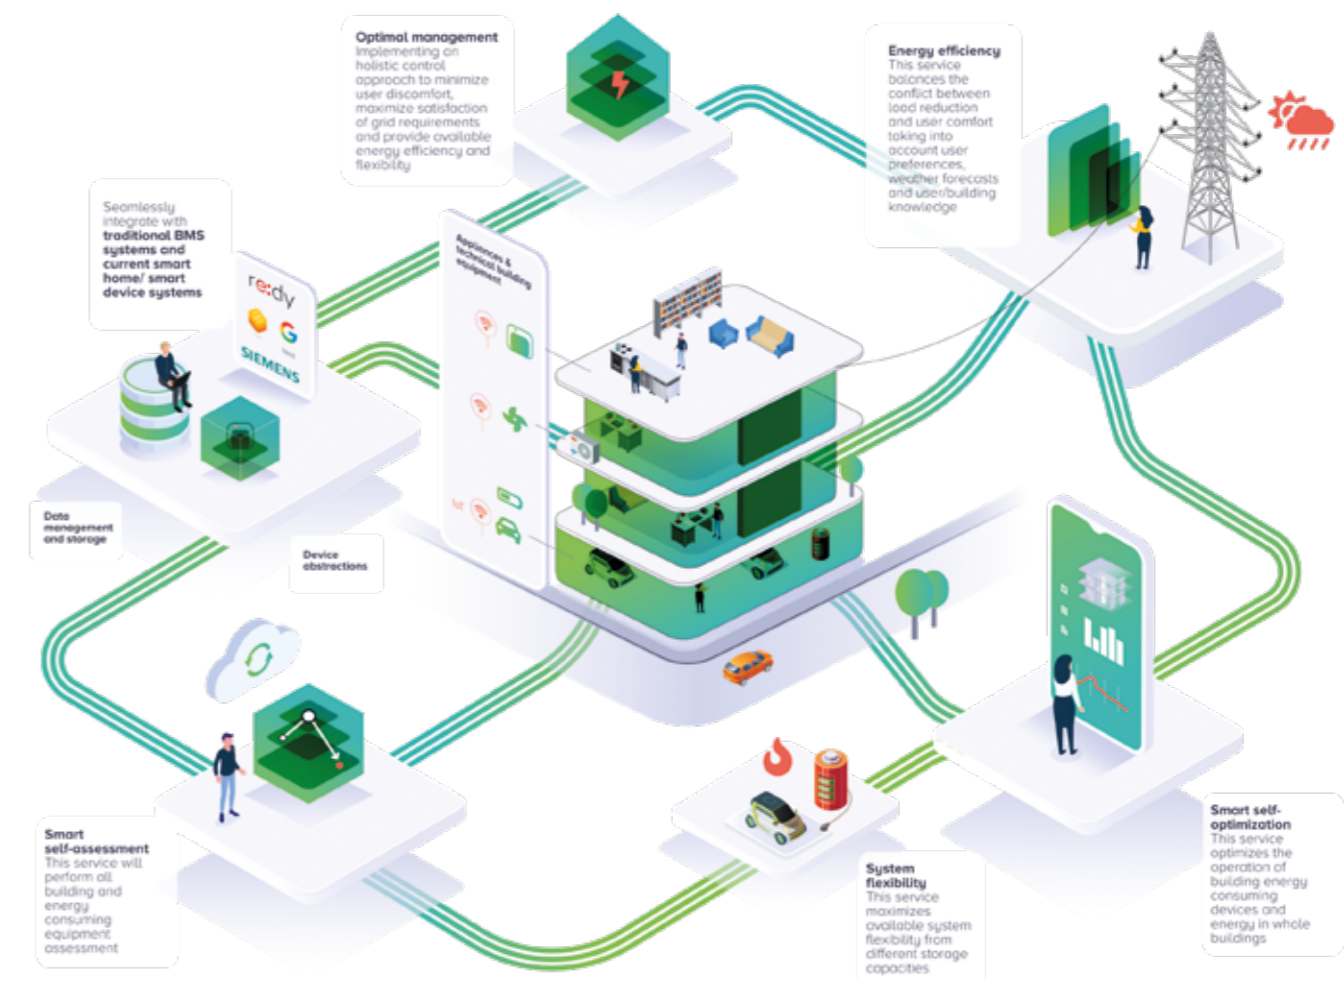 Optimal management
Implementing an
holistic control
approach to minimize
user discomfort,
maximize satisfaction
of grid requirements
and provide available
energy efficiency and
flexibility
Energy efficiency
This service
balances the
conflict between
load reduction
and user comfort
taking into
account user
preferences,
weather forecasts
and user/building
knowledge
Seamlessly
integrate with
traditional BMS
systems and
current smart
home/ smart
device systems
re:dy
G
nest
SIEMENS
Appliances &
technical building
equipment
IoT
Data
management
and storage
Device
abstractions
Smart
self-assessment
This service will
perform all
building and
energy
consuming
equipment
assessment
System
flexibility
This service
maximizes
available system
flexibility from
different storage
capacities
Smart self-
optimization
This service
optimizes the
operation of
building energy
consuming
devices and
energy in whole
buildings